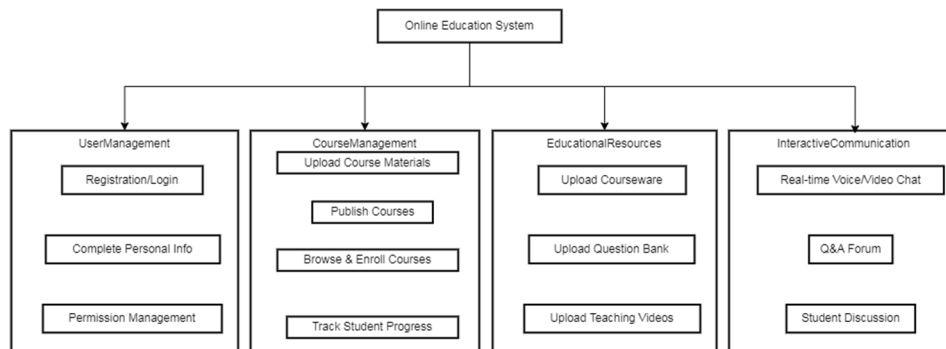 Online Education System
UserManagement
Registration/Login
Complete Personal Info
Permission Management
CourseManagement
Upload Course Materials
Publish Courses
Browse & Enroll Courses
Track Student Progress
EducationalResources
Upload Courseware
Upload Question Bank
Upload Teaching Videos
InteractiveCommunication
Real-time Voice/Video Chat
Q&A Forum
Student Discussion